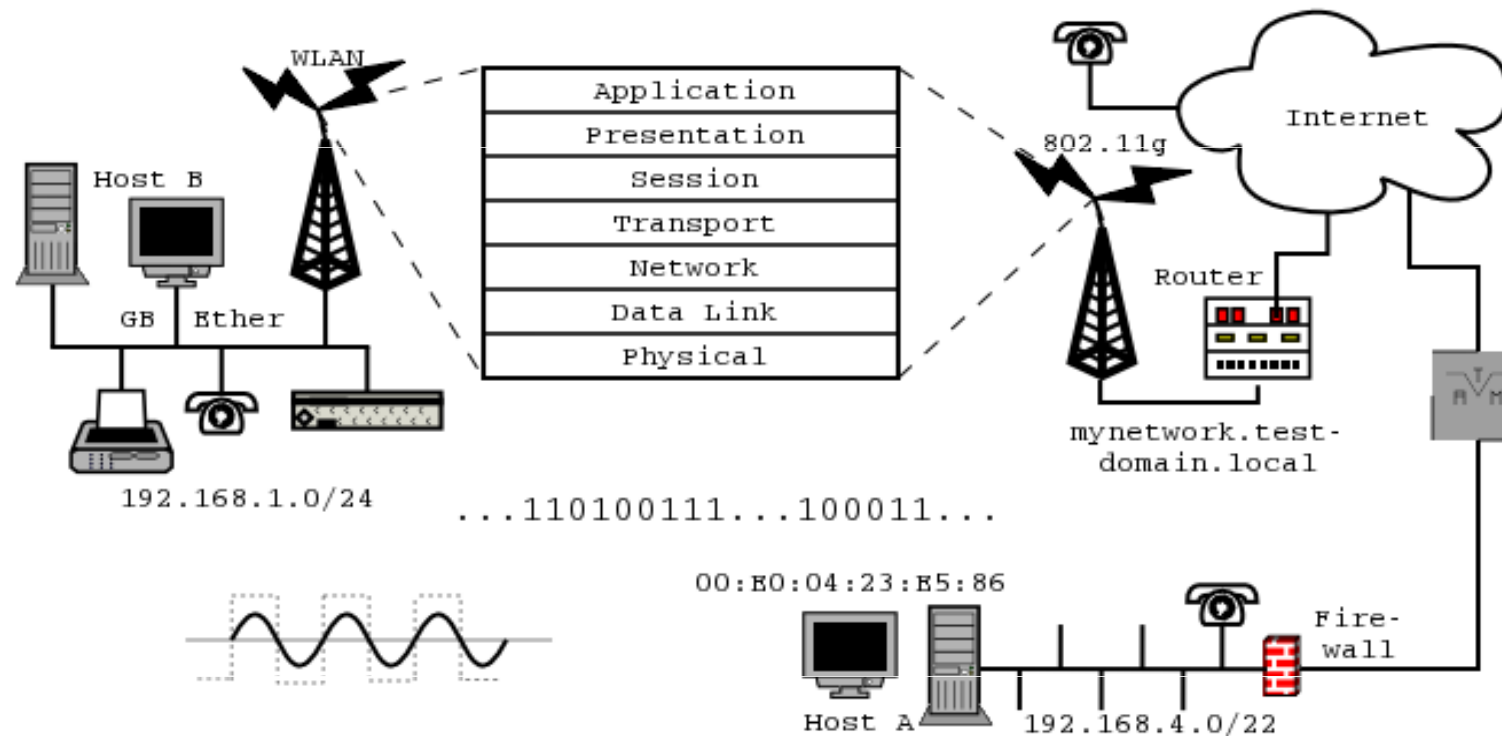 WLAN
Application
Presentation
Session
Transport
Network
Data Link
Physical
802.11g
Internet
Host B
GB Ether
Router
ATM
mynetwork.test-
domain.local
192.168.1.0/24
...110100111...100011...
00:E0:04:23:E5:86
Fire-
wall
Host A
192.168.4.0/22